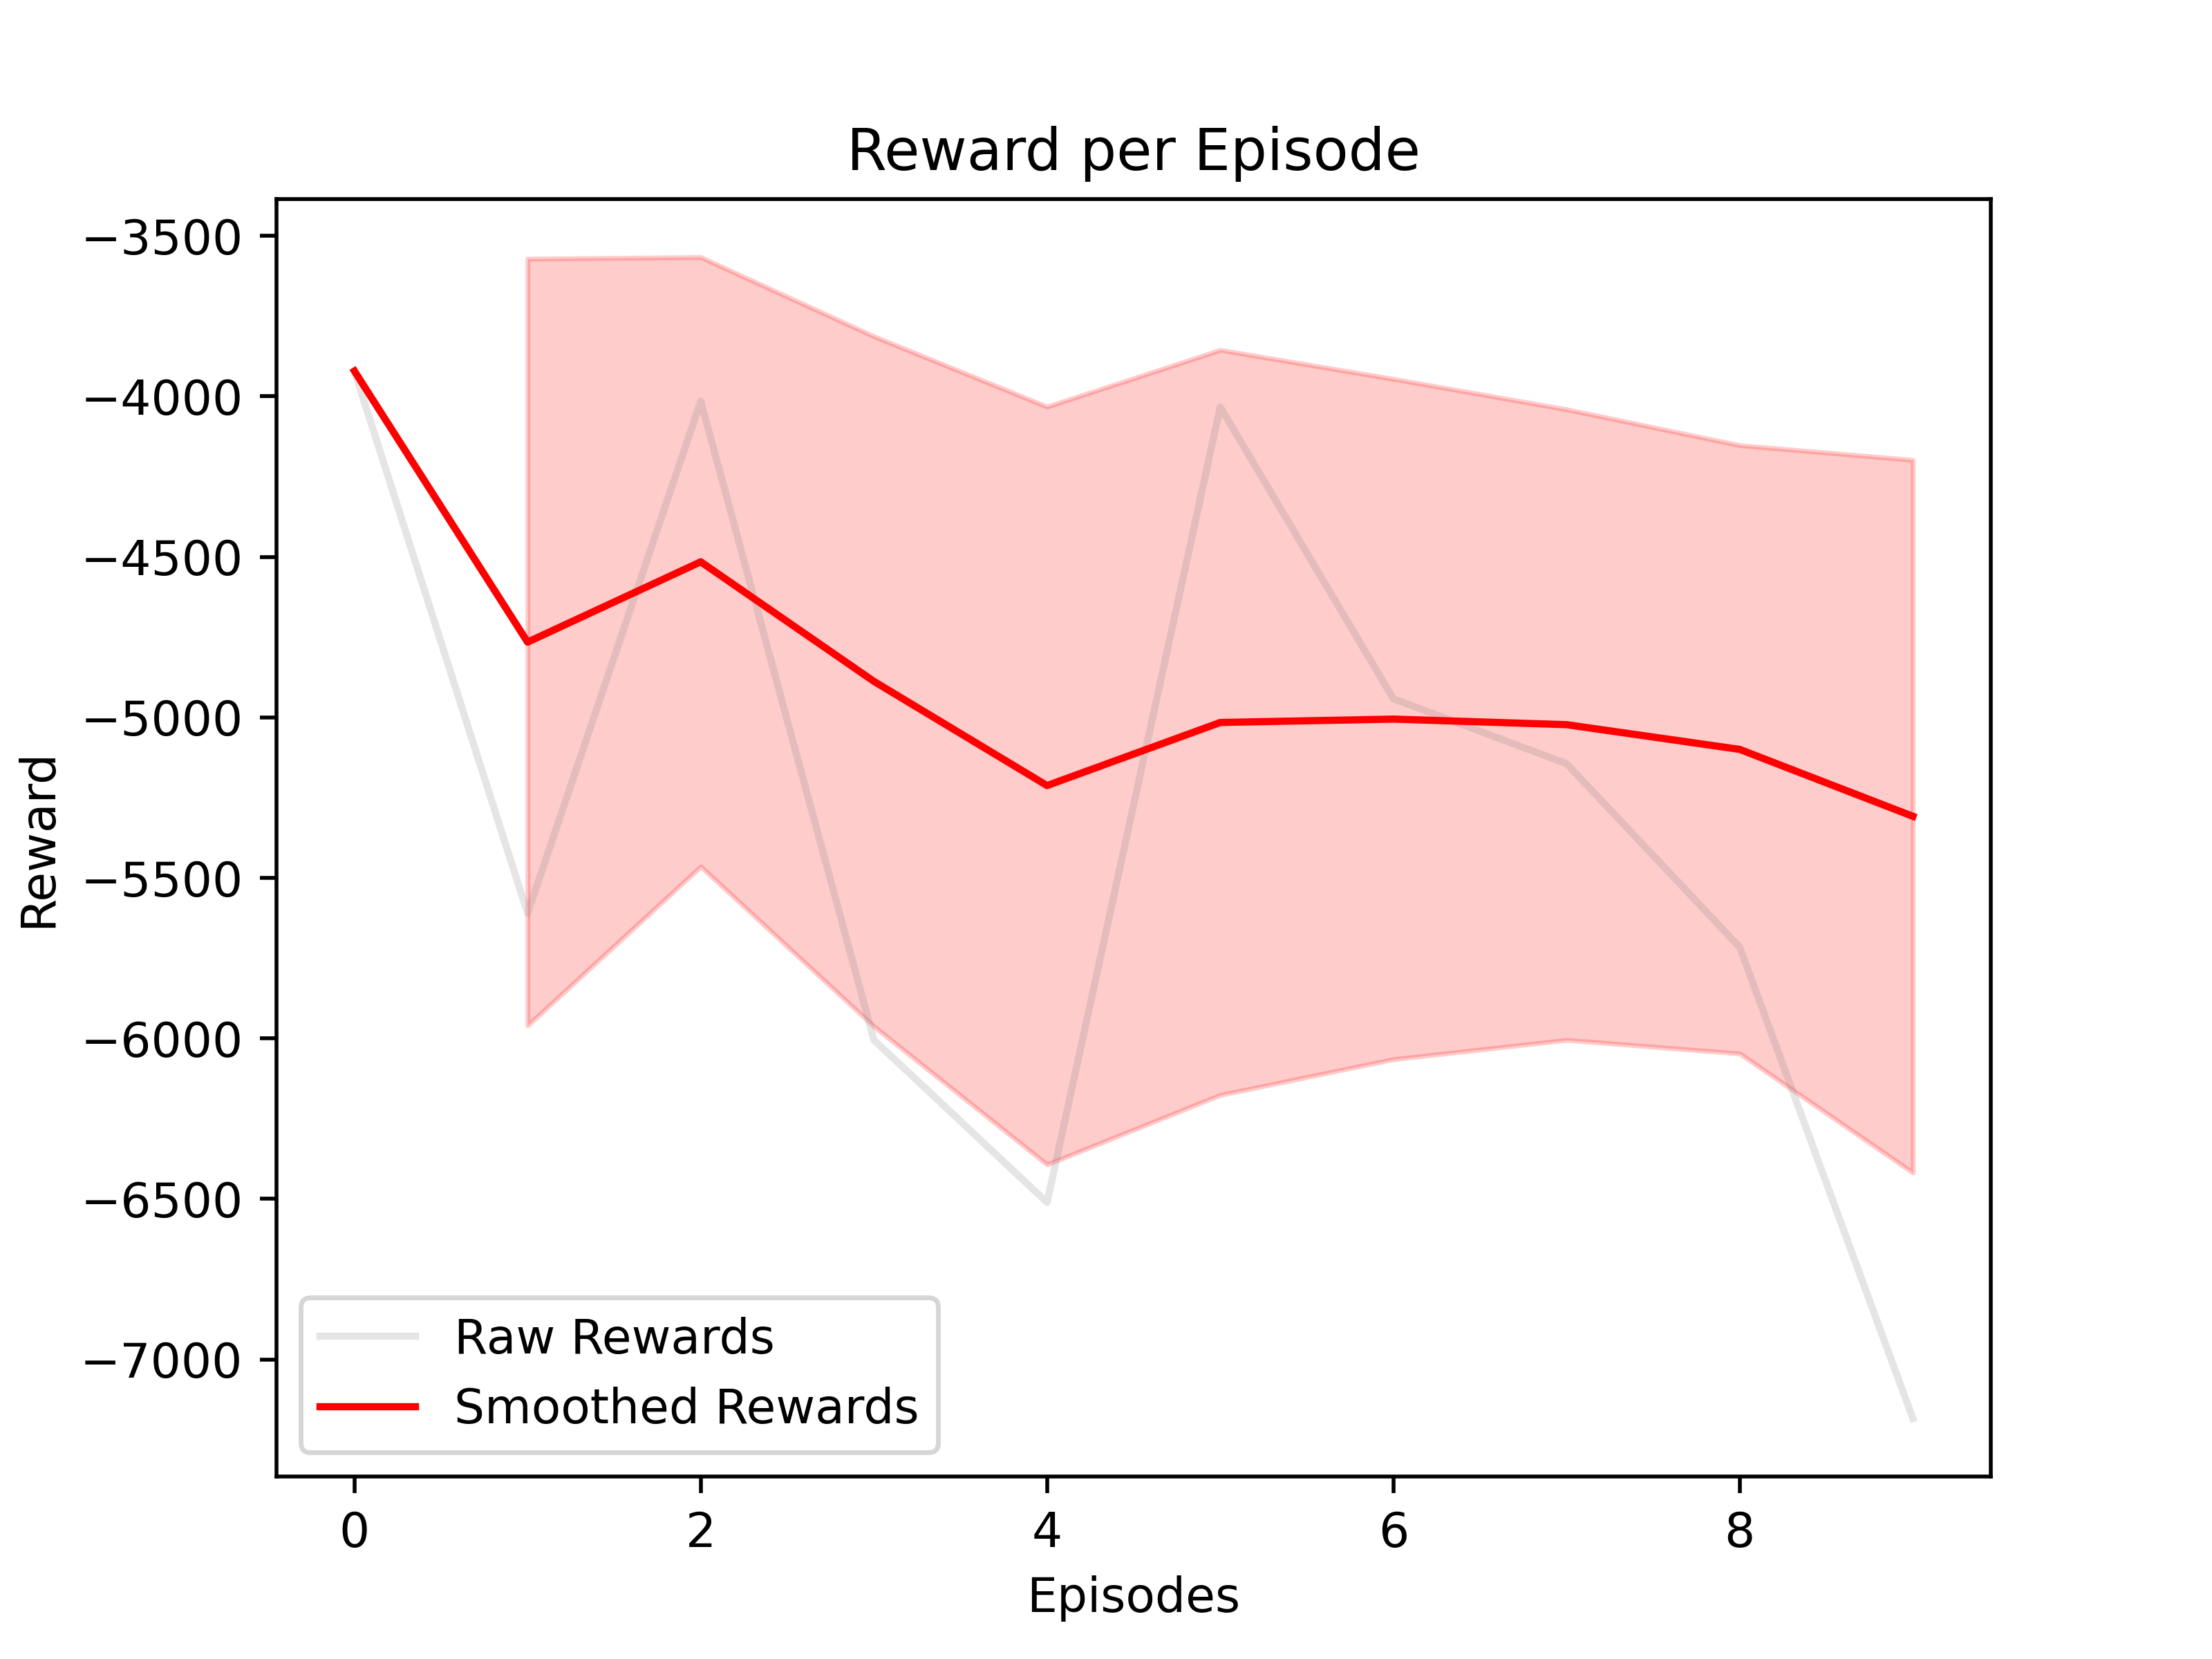 Reward per Episode
−3500
−4000
−4500
−5000
−5500
−6000
−6500
−7000
Reward
Raw Rewards
Smoothed Rewards
0 2 4 6 8
Episodes